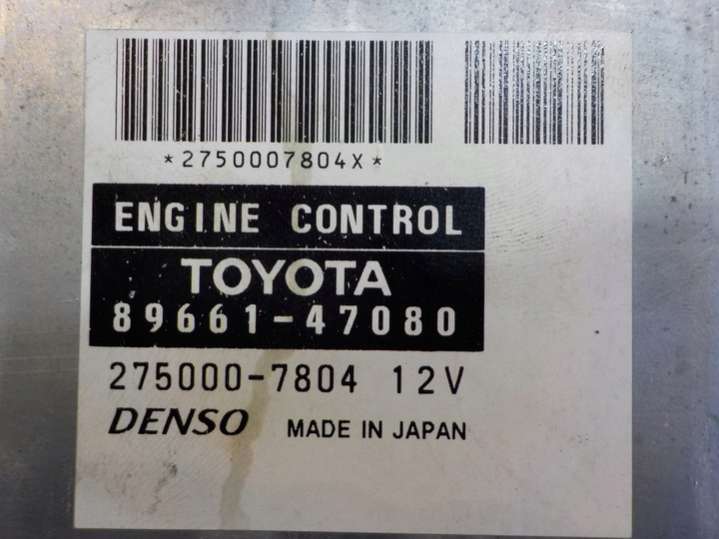 *2750007804X*
ENGINE CONTROL
TOYOTA
89661-47080
275000-7804 12V
DENSO MADE IN JAPAN